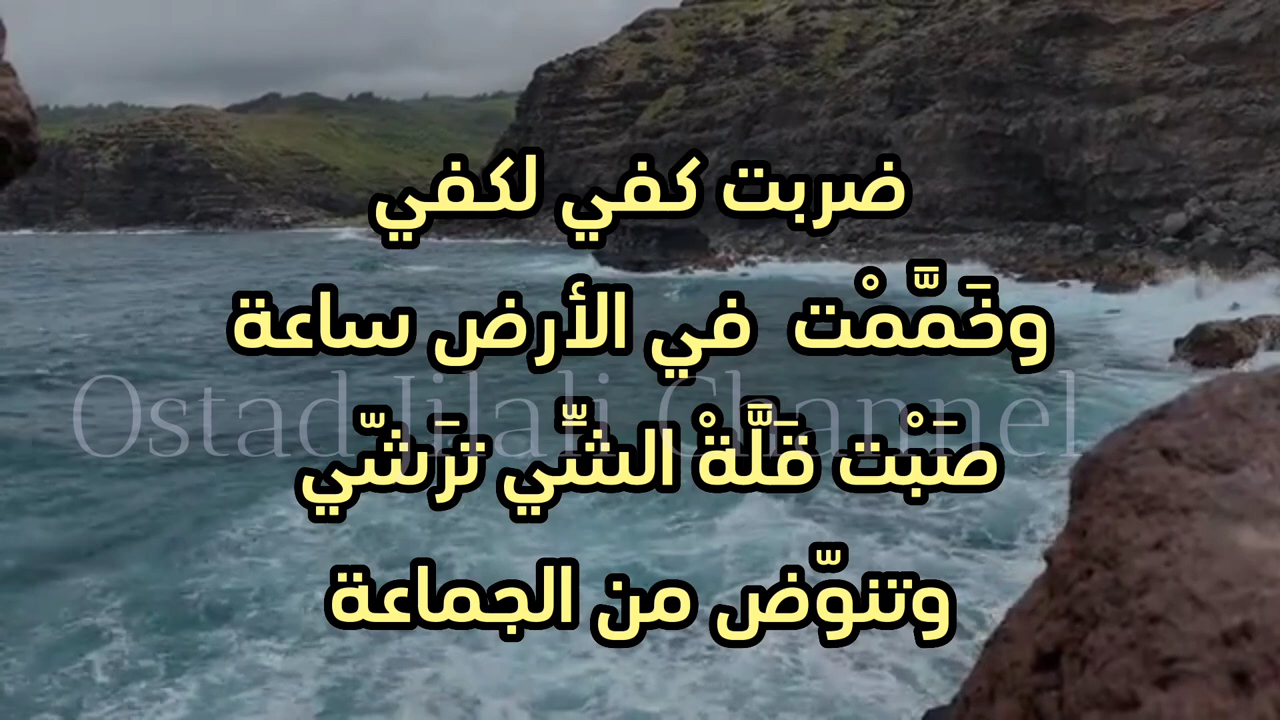 ضربت كفي لكفي
وخَمَّمْت في الأرض ساعة
Ostad Jilali Channel
صَبْت قَلَّةْ الشِّي تْرَشّي
وتنوّض من الجماعة